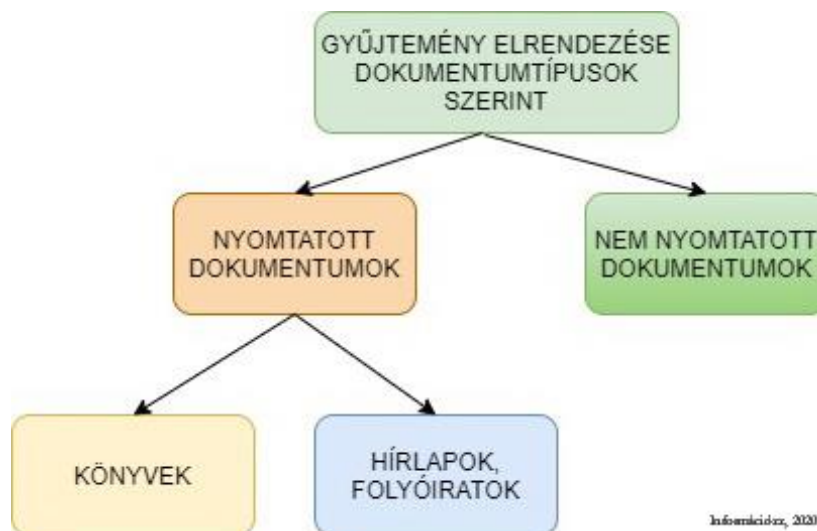 GYŰJTEMÉNY ELRENDEZÉSE
DOKUMENTUMTÍPUSOK
SZERINT
NYOMTATOTT
DOKUMENTUMOK
NEM NYOMTATOTT
DOKUMENTUMOK
KÖNYVEK
HÍRLAPOK,
FOLYÓIRATOK
2020